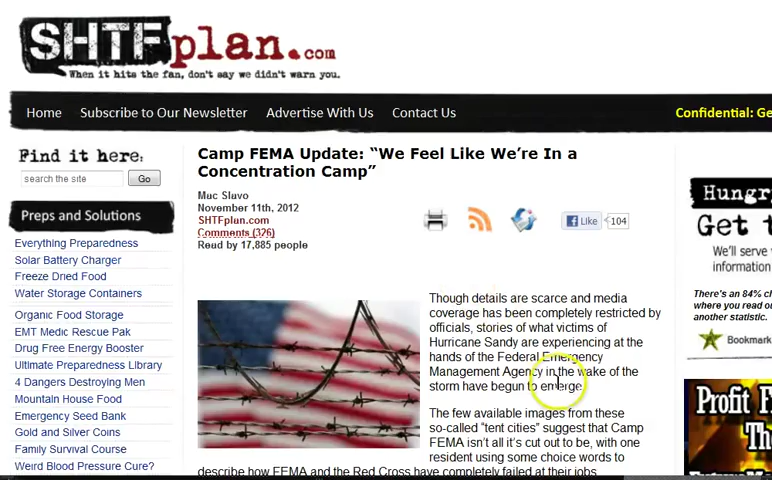 SHTFplan.com
When it hits the fan, don't say we didn't warn you.
Home Subscribe to Our Newsletter Advertise With Us Contact Us Confidential: Ge
Find it here:
search the site Go
Preps and Solutions
Everything Preparedness
Solar Battery Charger
Freeze Dried Food
Water Storage Containers
Organic Food Storage
EMT Medic Rescue Pak
Drug Free Energy Booster
Ultimate Preparedness Library
4 Dangers Destroying Men
Mountain House Food
Emergency Seed Bank
Gold and Silver Coins
Family Survival Course
Weird Blood Pressure Cure?
Camp FEMA Update: “We Feel Like We’re In a
Concentration Camp”
Mac Slavo
November 11th, 2012
SHTFplan.com
Comments (326)
Read by 17,885 people
Like 104
Though details are scarce and media
coverage has been completely restricted by
officials, stories of what victims of
Hurricane Sandy are experiencing at the
hands of the Federal Emergency
Management Agency in the wake of the
storm have begun to emerge.
The few available images from these
so-called “tent cities” suggest that Camp
FEMA isn’t all it’s cut out to be, with one
resident using some choice words to
describe how FEMA and the Red Cross have completely failed at their jobs.
Hungr
Get t
We'll serve
information
There's an 84% ch
where you read ou
another statistic.
Bookmark
Profit F